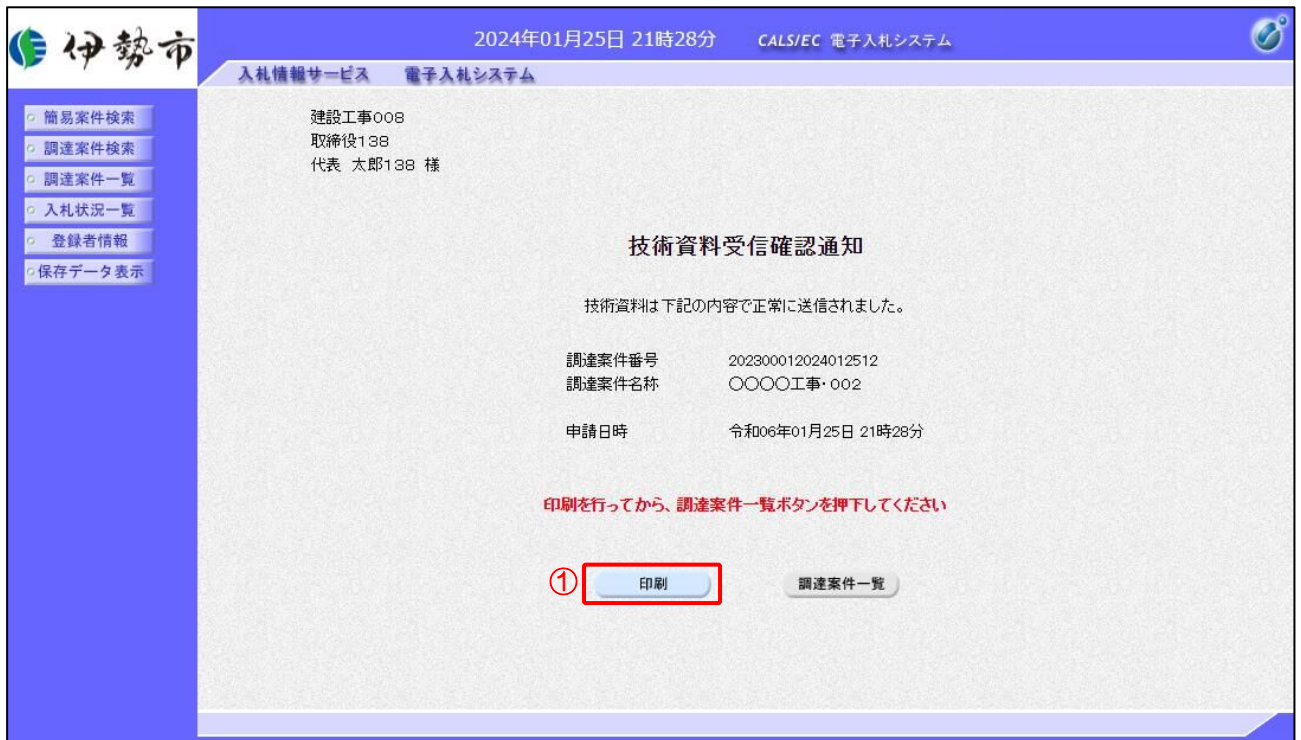 伊勢市
2024年01月25日 21時28分 CALS/EC 電子入札システム
入札情報サービス 電子入札システム
簡易案件検索
調達案件検索
調達案件一覧
入札状況一覧
登録者情報
保存データ表示
建設工事008
取締役138
代表 太郎138 様
技術資料受信確認通知
技術資料は下記の内容で正常に送信されました。
調達案件番号 202300012024012512
調達案件名称 〇〇〇〇工事・002
申請日時 令和06年01月25日 21時28分
印刷を行ってから、調達案件一覧ボタンを押下してください
① 印刷 調達案件一覧